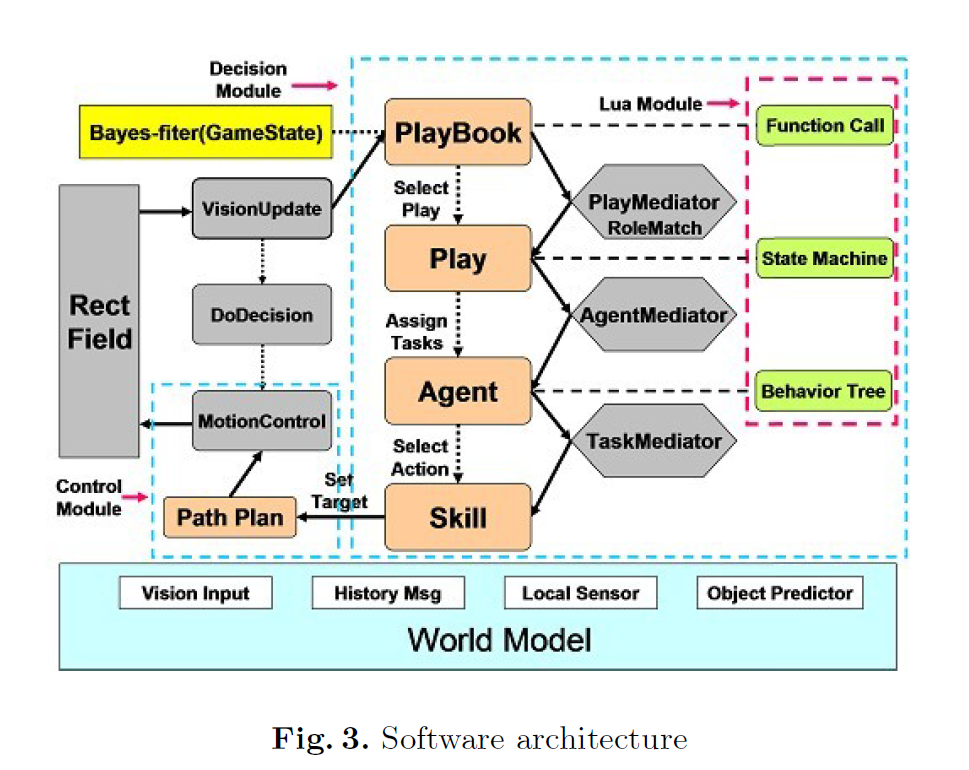 Decision
Module
Lua Module
Bayes-fiter(GameState)
PlayBook
Function Call
Select
Play
VisionUpdate
PlayMediator
RoleMatch
Play
State Machine
Rect
Field
DoDecision
Assign
Tasks
AgentMediator
Agent
Behavior Tree
MotionControl
Select
Action
TaskMediator
Control
Module
Set
Target
Path Plan
Skill
Vision Input
History Msg
Local Sensor
Object Predictor
World Model
Fig. 3. Software architecture